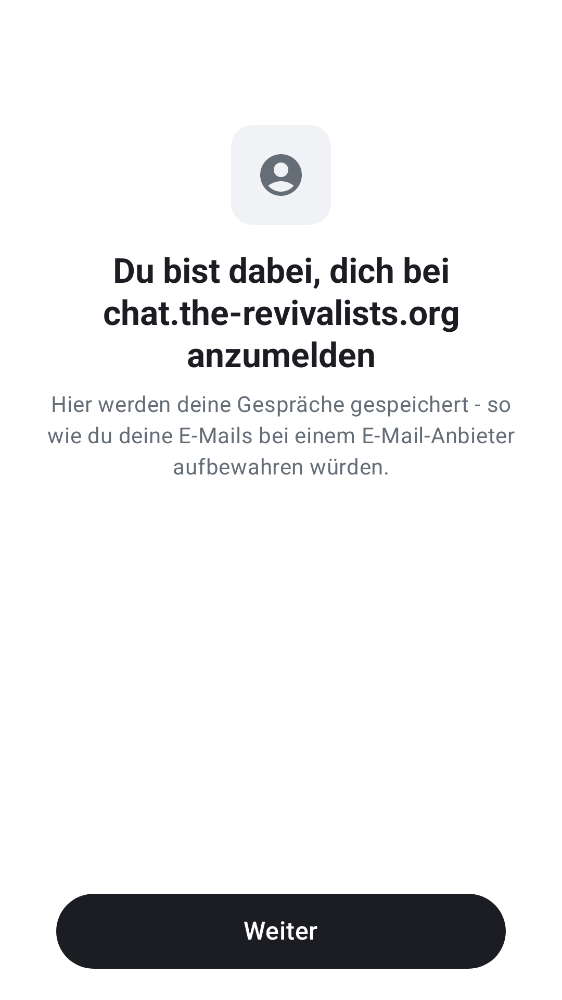 Du bist dabei, dich bei
chat.the-revivalists.org
anzumelden
Hier werden deine Gespräche gespeichert - so
wie du deine E-Mails bei einem E-Mail-Anbieter
aufbewahren würden.
Weiter